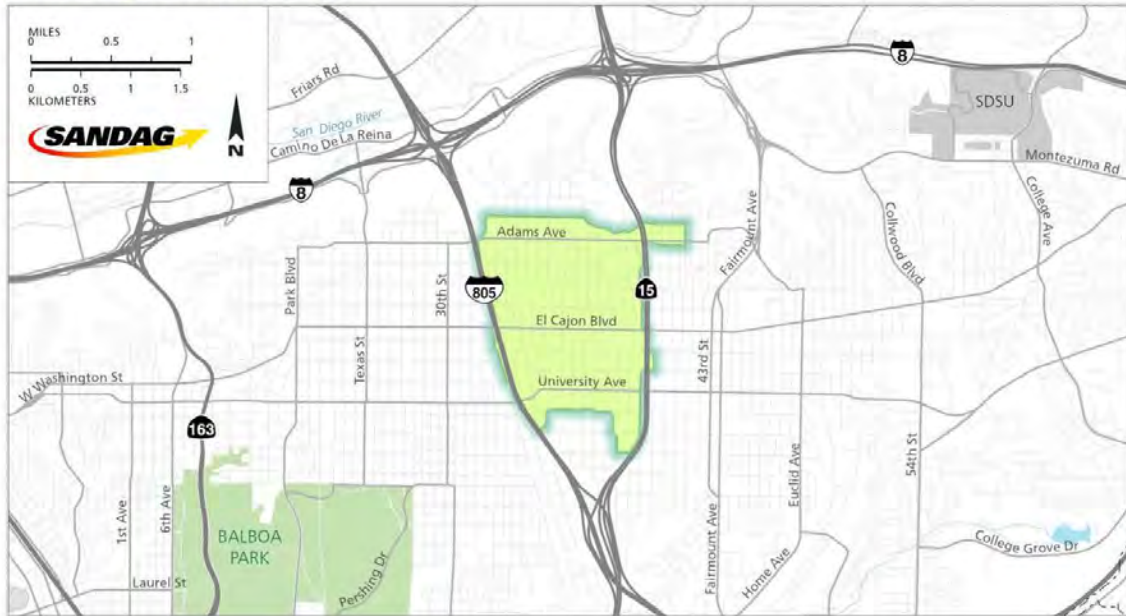 MILES
0 0.5 1
0 0.5 1 1.5
KILOMETERS
SANDAG
N
Friars Rd
San Diego River
Camino De La Reina
8
8
SDSU
Montezuma Rd
College Ave
Collwood Blvd
Fairmount Ave
Adams Ave
Park Blvd
30th St
805
15
El Cajon Blvd
Texas St
43rd St
University Ave
W Washington St
163
54th St
Euclid Ave
1st Ave
6th Ave
BALBOA
PARK
Fairmount Ave
College Grove Dr
Home Ave
Pershing Dr
Laurel St